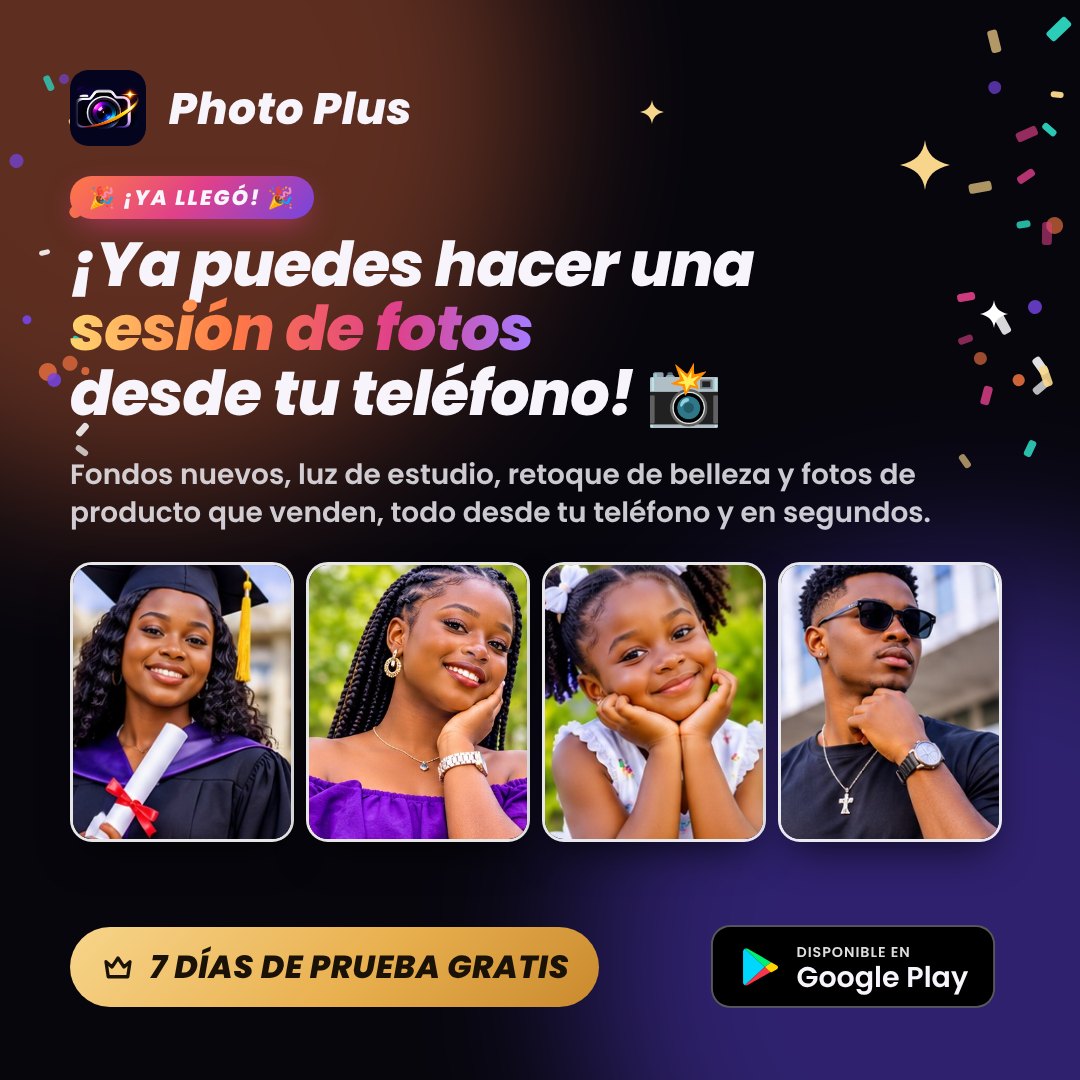 Photo Plus
🎉 ¡YA LLEGÓ! 🎉
¡Ya puedes hacer una
sesión de fotos
desde tu teléfono! 📸
Fondos nuevos, luz de estudio, retoque de belleza y fotos de
producto que venden, todo desde tu teléfono y en segundos.
7 DÍAS DE PRUEBA GRATIS
DISPONIBLE EN
Google Play